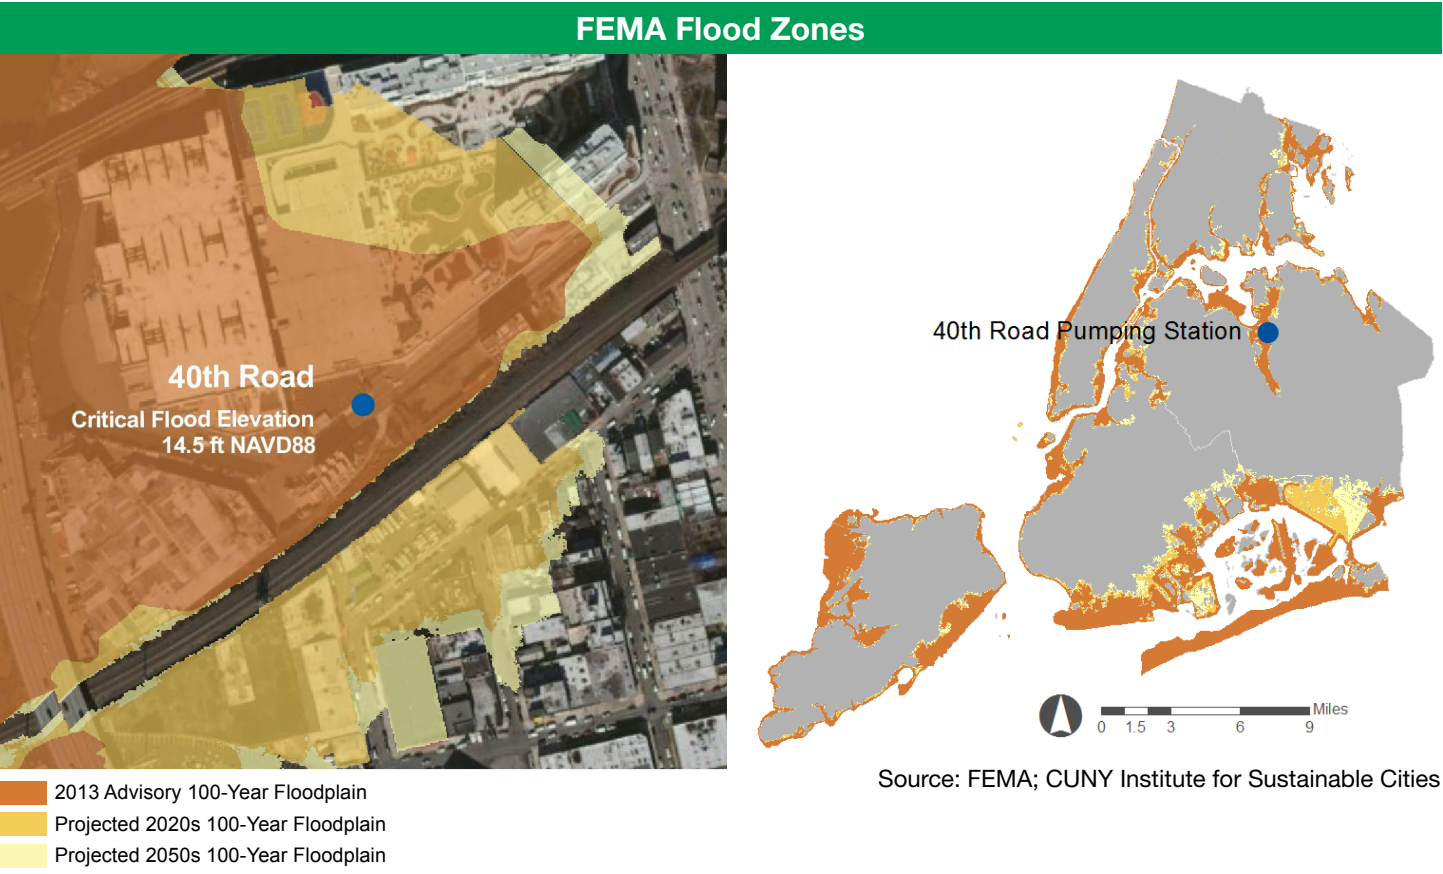 FEMA Flood Zones
40th Road
Critical Flood Elevation
14.5 ft NAVD88
40th Road Pumping Station
Miles
0 1.5 3 6 9
Source: FEMA; CUNY Institute for Sustainable Cities
2013 Advisory 100-Year Floodplain
Projected 2020s 100-Year Floodplain
Projected 2050s 100-Year Floodplain